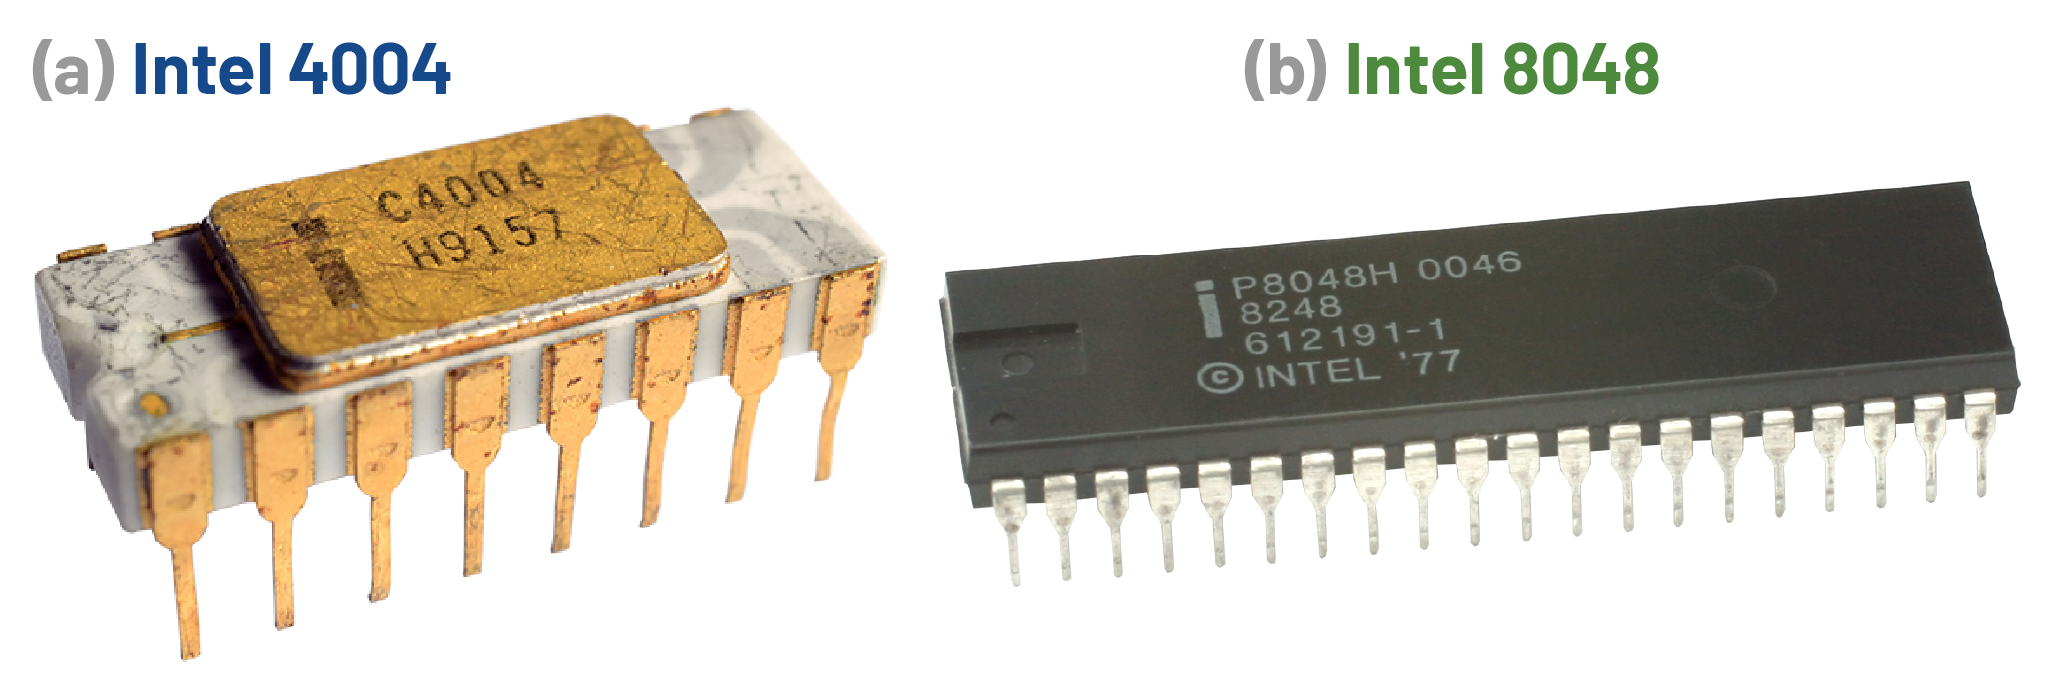 (a) Intel 4004
(b) Intel 8048
C4004
H9157
i P8048H 0046
8248
612191-1
© INTEL '77